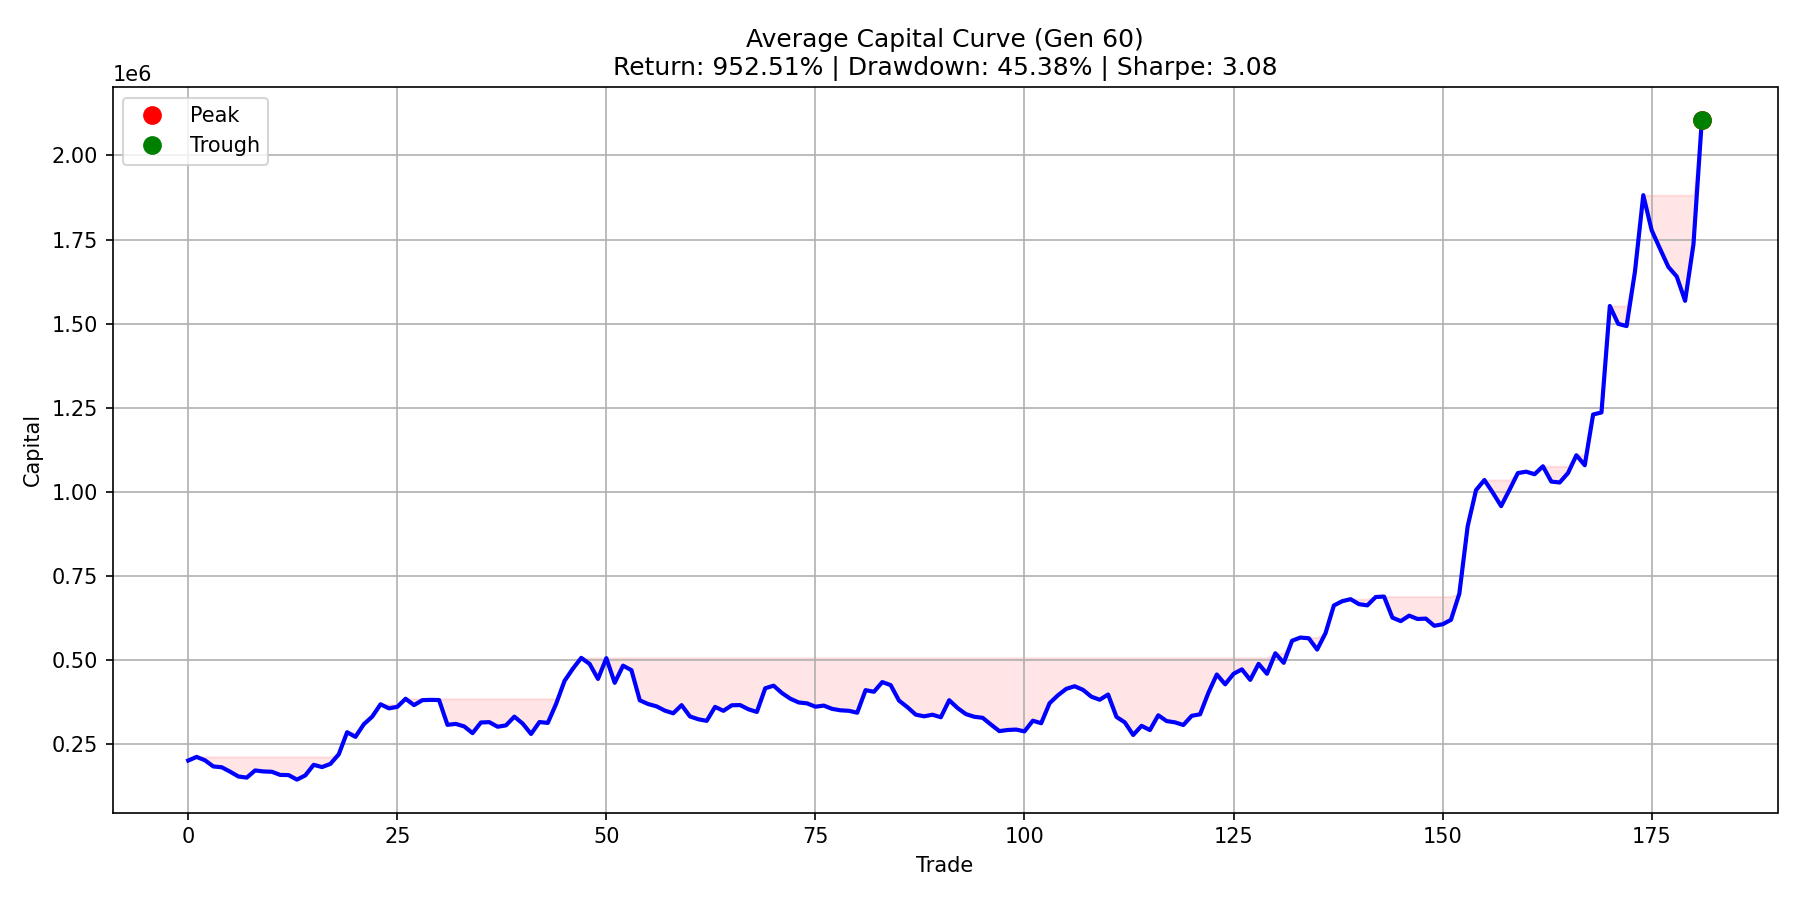 Average Capital Curve (Gen 60)
Return: 952.51% | Drawdown: 45.38% | Sharpe: 3.08
1e6
Peak
Trough
2.00
1.75
1.50
1.25
1.00
0.75
0.50
0.25
Capital
0 25 50 75 100 125 150 175
Trade